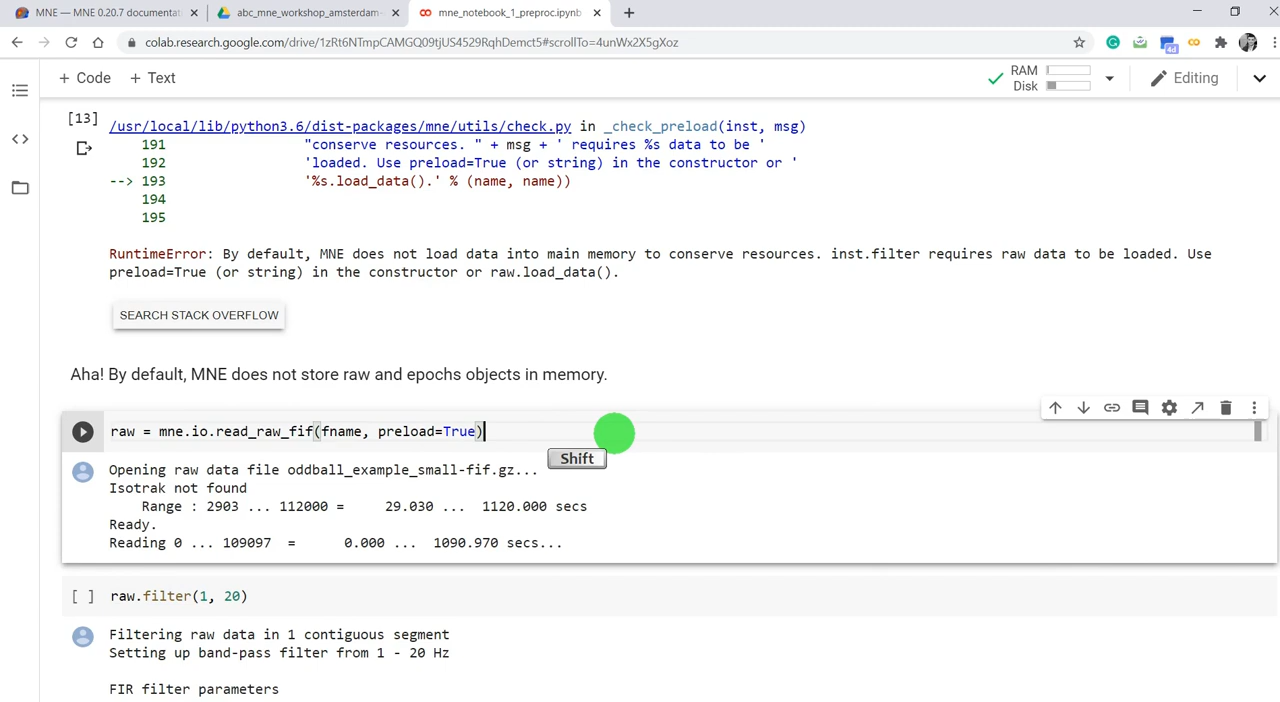 MNE — MNE 0.20.7 documentat
abc_mne_workshop_amsterdam-
mne_notebook_1_preproc.ipynb
colab.research.google.com/drive/1zRt6NTmpCAMGQ09tjUS4529RqhDemct5#scrollTo=4unWx2X5gXoz
4d
+ Code + Text
RAM
Disk
Editing
[13]
/usr/local/lib/python3.6/dist-packages/mne/utils/check.py in _check_preload(inst, msg)
191 "conserve resources. " + msg + ' requires %s data to be '
192 'loaded. Use preload=True (or string) in the constructor or '
--> 193 '%s.load_data().' % (name, name))
194
195
RuntimeError: By default, MNE does not load data into main memory to conserve resources. inst.filter requires raw data to be loaded. Use
preload=True (or string) in the constructor or raw.load_data().
SEARCH STACK OVERFLOW
Aha! By default, MNE does not store raw and epochs objects in memory.
raw = mne.io.read_raw_fif(fname, preload=True)
Shift
Opening raw data file oddball_example_small-fif.gz...
Isotrak not found
Range : 2903 ... 112000 = 29.030 ... 1120.000 secs
Ready.
Reading 0 ... 109097 = 0.000 ... 1090.970 secs...
[ ] raw.filter(1, 20)
Filtering raw data in 1 contiguous segment
Setting up band-pass filter from 1 - 20 Hz
FIR filter parameters